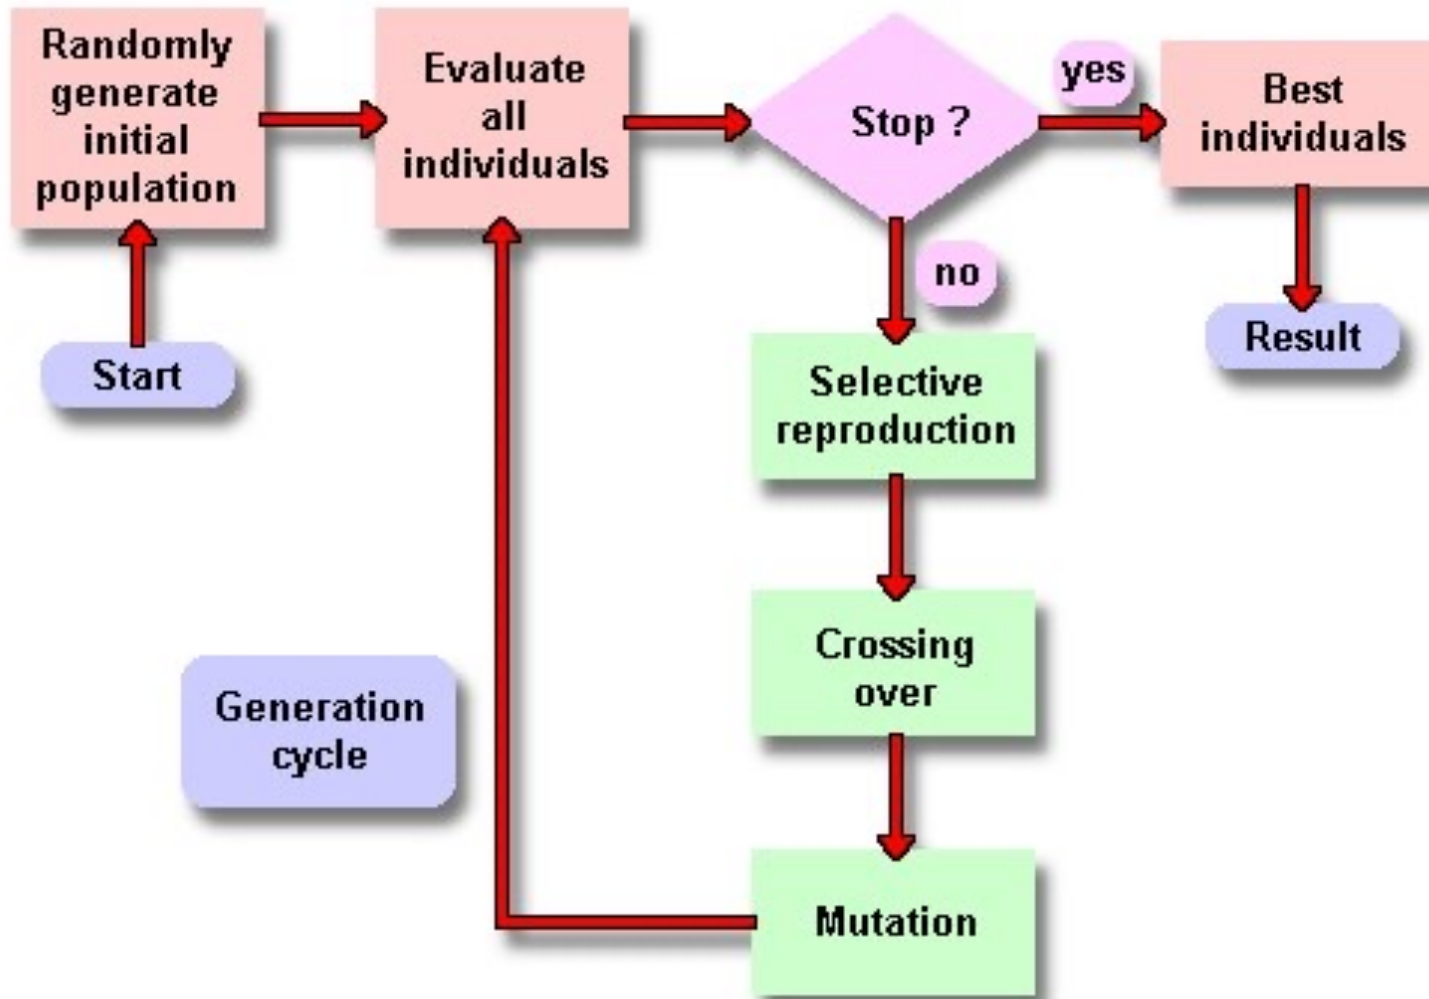 Randomly
generate
initial
population
Evaluate
all
individuals
Stop ?
yes
Best
individuals
no
Result
Start
Selective
reproduction
Crossing
over
Generation
cycle
Mutation